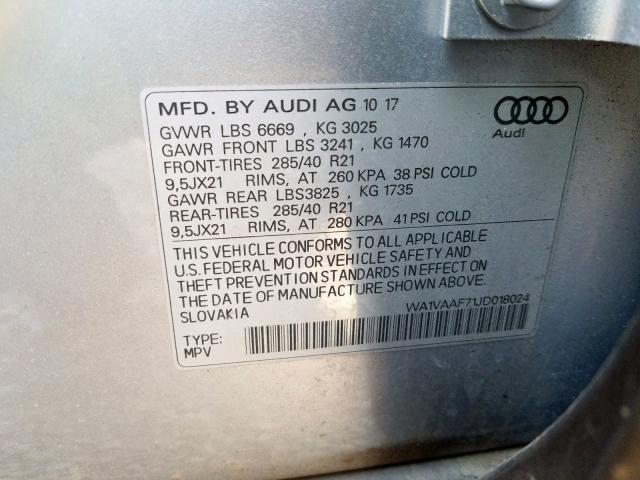 MFD. BY AUDI AG 10 17
Audi
GVWR LBS 6669 , KG 3025
GAWR FRONT LBS 3241 , KG 1470
FRONT-TIRES 285/40 R21
9,5JX21 RIMS, AT 260 KPA 38 PSI COLD
GAWR REAR LBS3825 , KG 1735
REAR-TIRES 285/40 R21
9,5JX21 RIMS, AT 280 KPA 41 PSI COLD
THIS VEHICLE CONFORMS TO ALL APPLICABLE
U.S. FEDERAL MOTOR VEHICLE SAFETY AND
THEFT PREVENTION STANDARDS IN EFFECT ON
THE DATE OF MANUFACTURE SHOWN ABOVE.
SLOVAKIA
WA1VAAF71JD018024
TYPE:
MPV